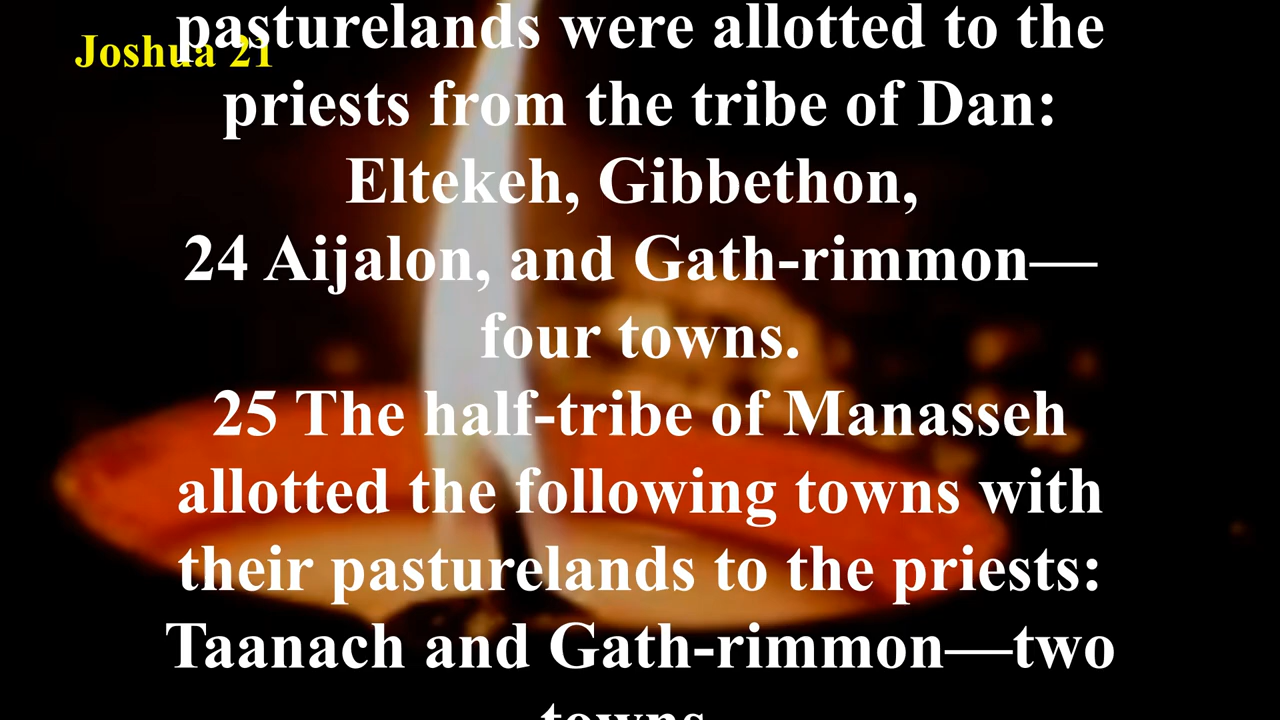 Joshua 21
pasturelands were allotted to the
priests from the tribe of Dan:
Eltekeh, Gibbethon,
24 Aijalon, and Gath-rimmon—
four towns.
25 The half-tribe of Manasseh
allotted the following towns with
their pasturelands to the priests:
Taanach and Gath-rimmon—two
towns.